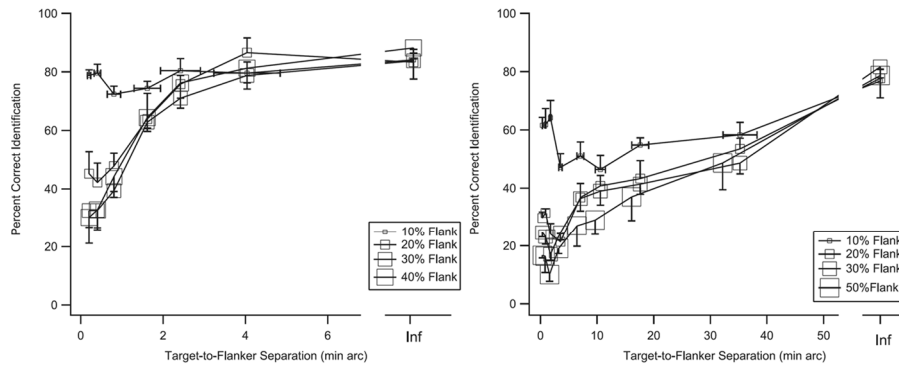 100
80
60
40
20
0
Percent Correct Identification
0
2
4
6
Inf
Target-to-Flanker Separation (min arc)
10% Flank
20% Flank
30% Flank
40% Flank
100
80
60
40
20
0
Percent Correct Identification
0
10
20
30
40
50
Inf
Target-to-Flanker Separation (min arc)
10% Flank
20% Flank
30% Flank
50%Flank